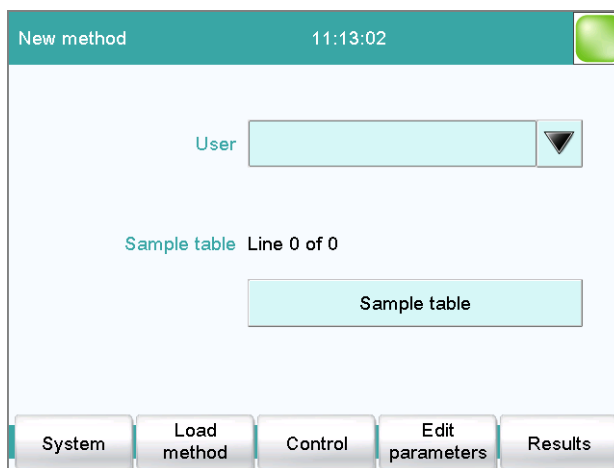 New method 11:13:02
User
Sample table Line 0 of 0
Sample table
System Load method Control Edit parameters Results